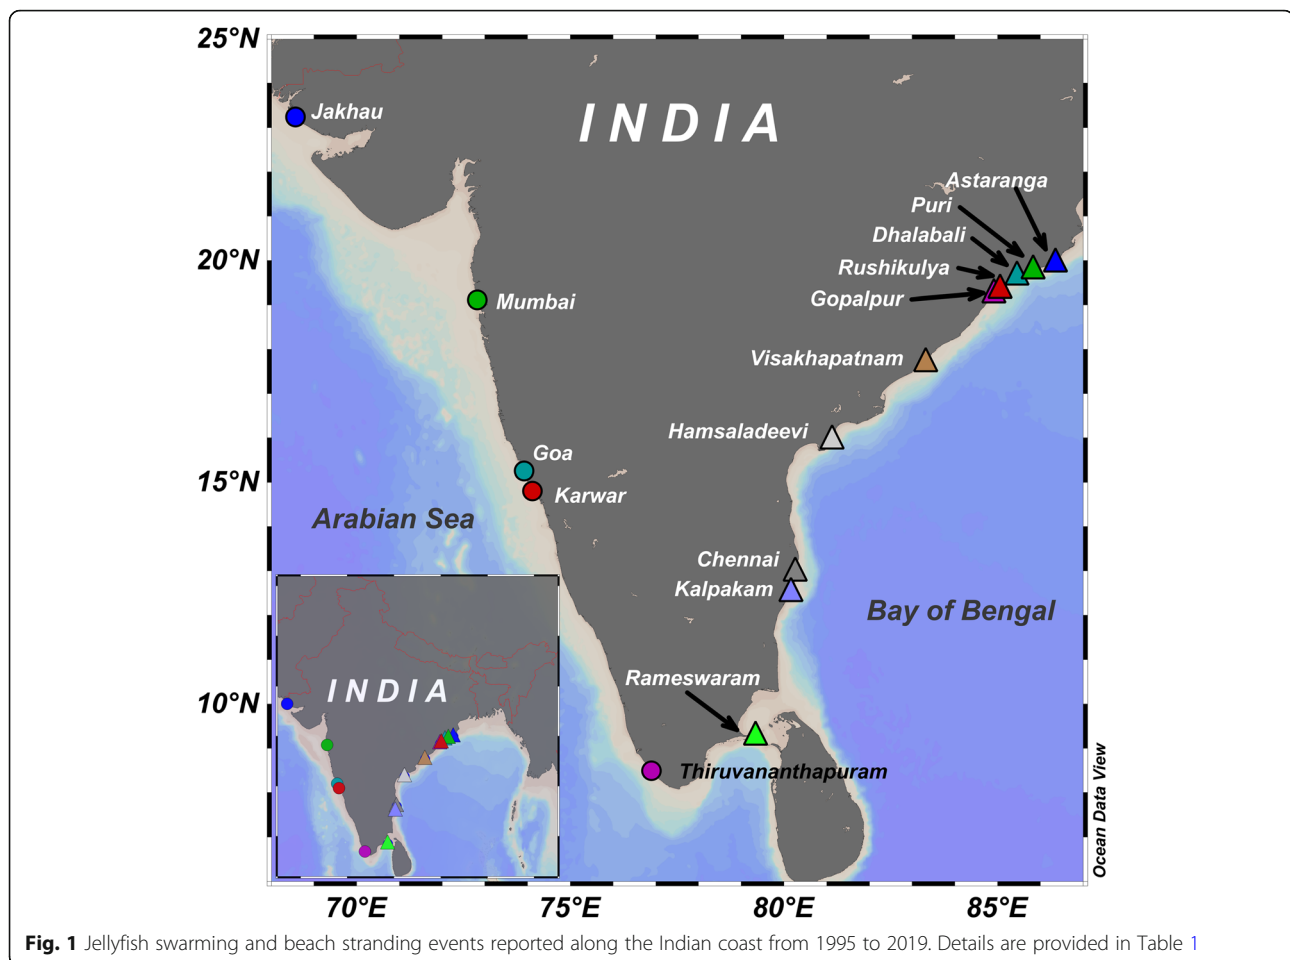 25°N
INDIA
Jakhau
Astaranga
Puri
Dhalabali
20°N
Rushikulya
Gopalpur
Mumbai
Visakhapatnam
Hamsaladeevi
Goa
15°N
Karwar
Arabian Sea
Chennai
Kalpakam
Bay of Bengal
Rameswaram
INDIA
10°N
Thiruvananthapuram
Ocean Data View
70°E
75°E
80°E
85°E
Fig. 1 Jellyfish swarming and beach stranding events reported along the Indian coast from 1995 to 2019. Details are provided in Table 1